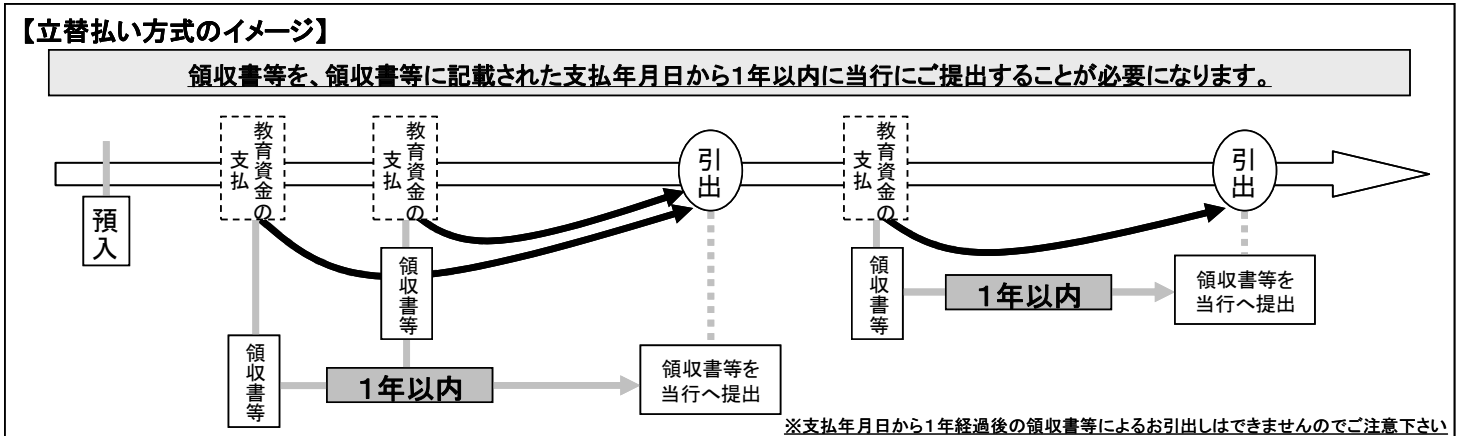 【立替払い方式のイメージ】
領収書等を、領収書等に記載された支払年月日から1年以内に当行にご提出することが必要になります。
預入
教育資金の支払
領収書等
教育資金の支払
領収書等
1年以内
引出
領収書等を
当行へ提出
教育資金の支払
領収書等
1年以内
引出
領収書等を
当行へ提出
※支払年月日から1年経過後の領収書等によるお引出しはできませんのでご注意下さい